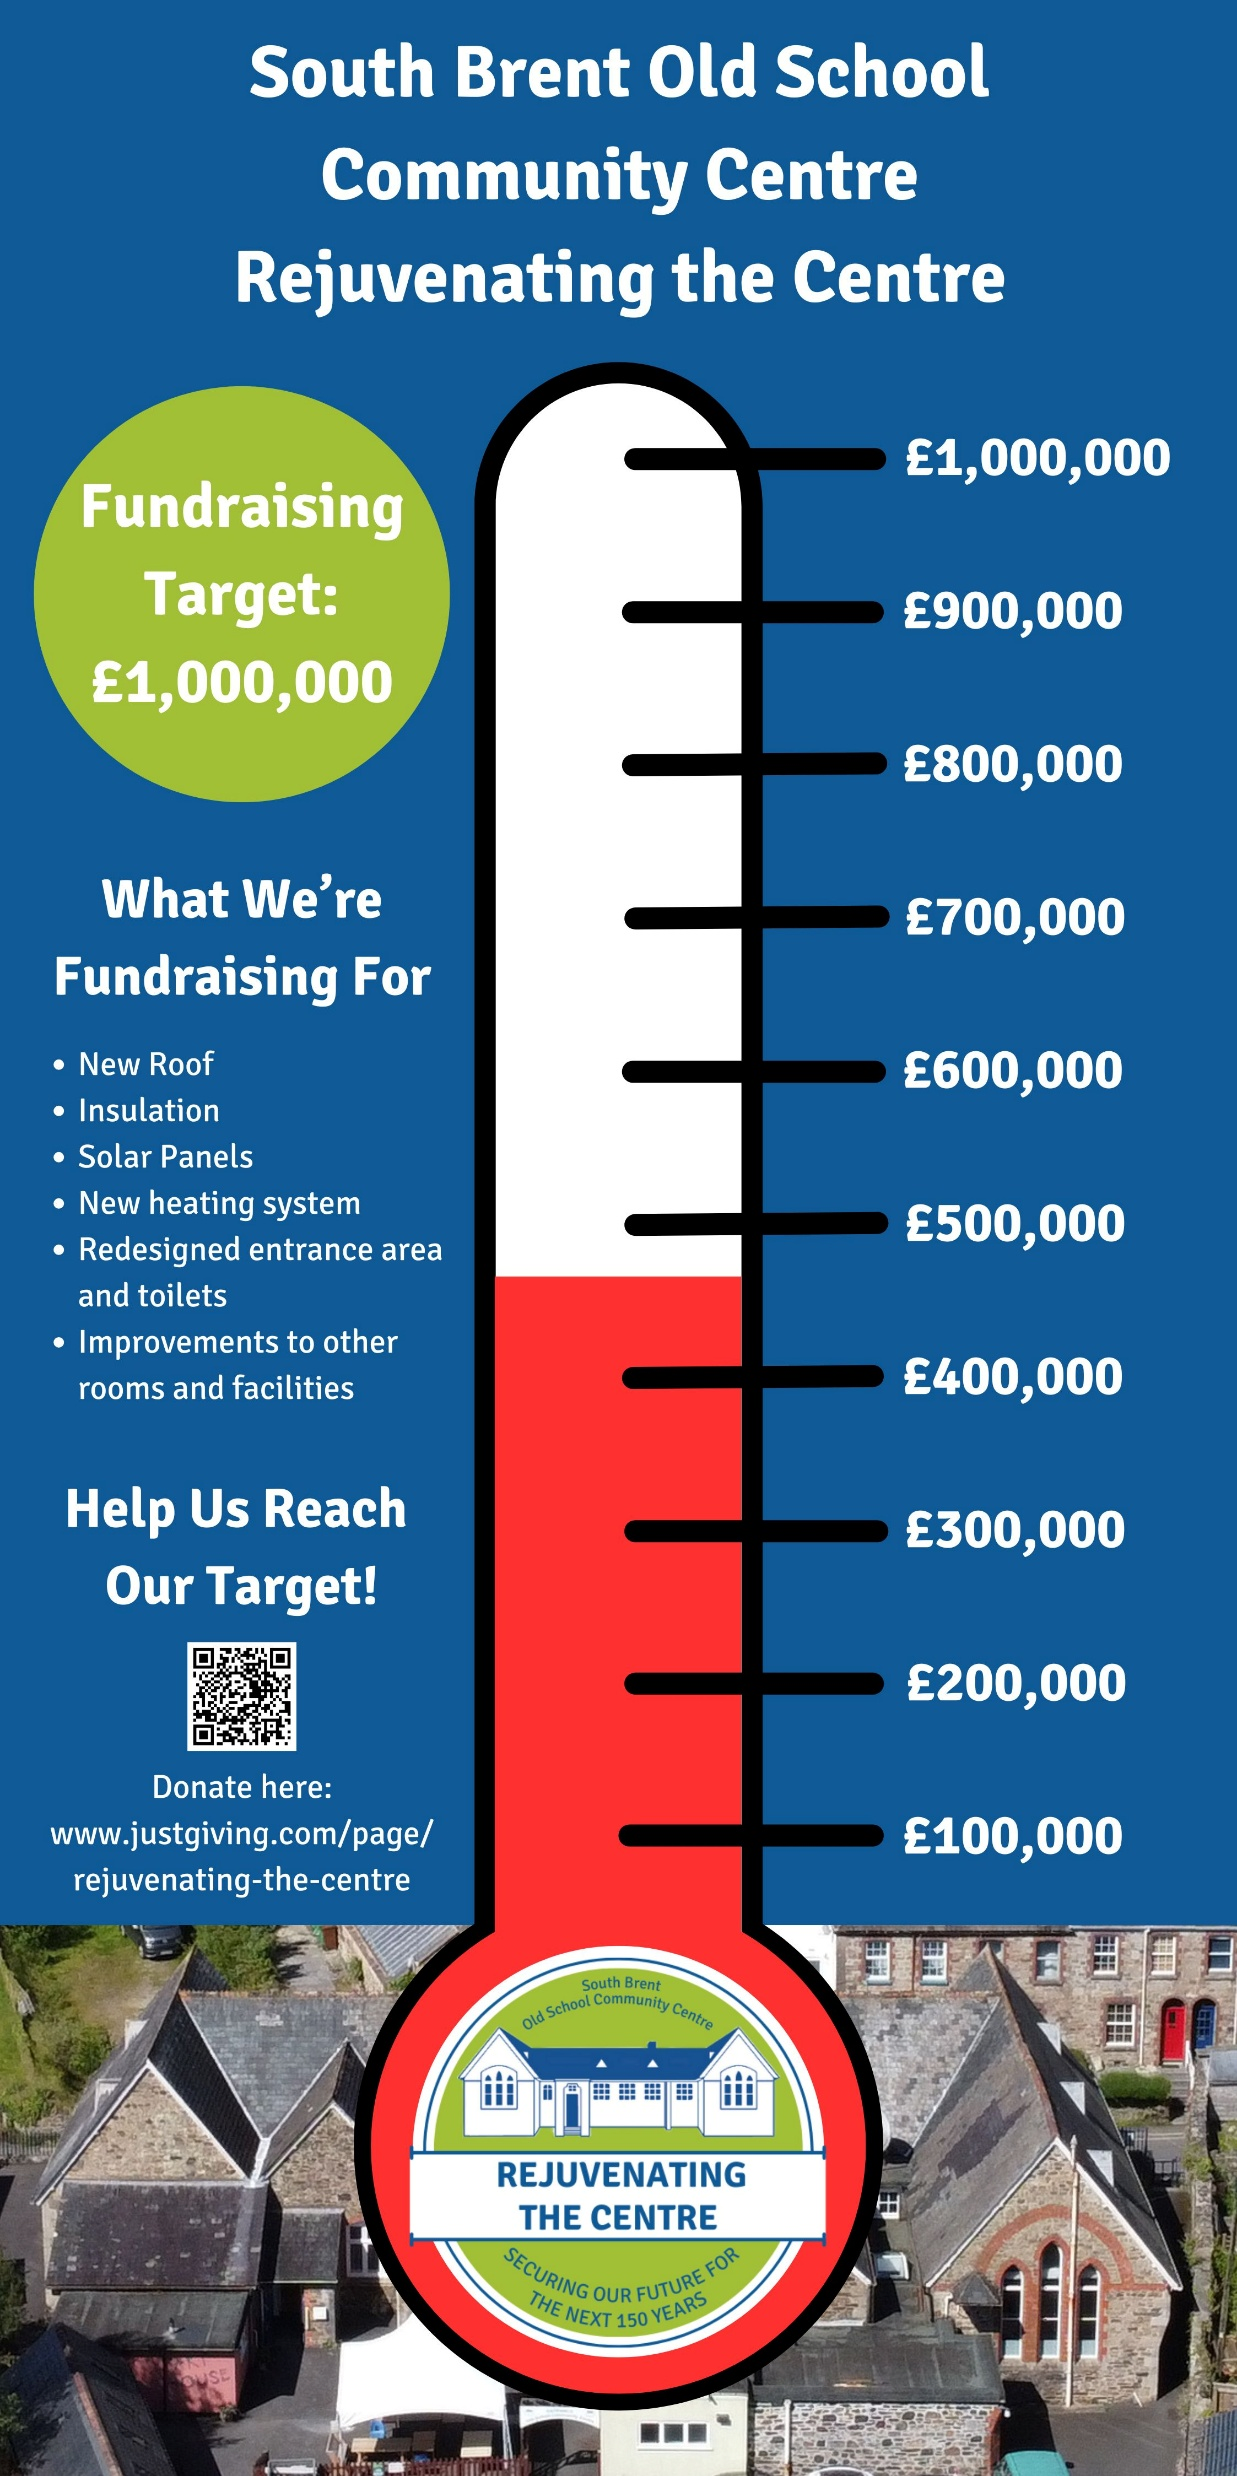 South Brent Old School
Community Centre
Rejuvenating the Centre
Fundraising
Target:
£1,000,000
What We’re
Fundraising For
• New Roof
• Insulation
• Solar Panels
• New heating system
• Redesigned entrance area
and toilets
• Improvements to other
rooms and facilities
Help Us Reach
Our Target!
Donate here:
www.justgiving.com/page/
rejuvenating-the-centre
£1,000,000
£900,000
£800,000
£700,000
£600,000
£500,000
£400,000
£300,000
£200,000
£100,000
South Brent
Old School Community Centre
REJUVENATING
THE CENTRE
SECURING OUR FUTURE FOR
THE NEXT 150 YEARS